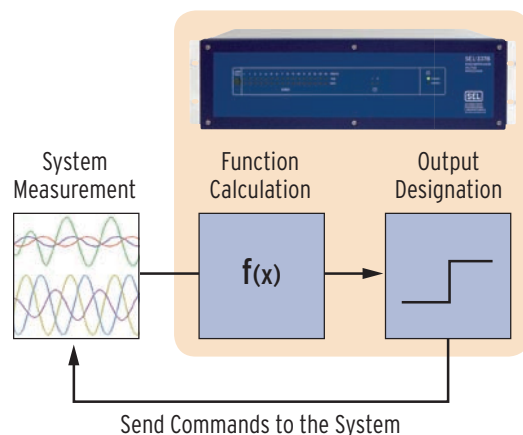 SEL
System
Measurement
Function
Calculation
Output
Designation
f(x)
Send Commands to the System